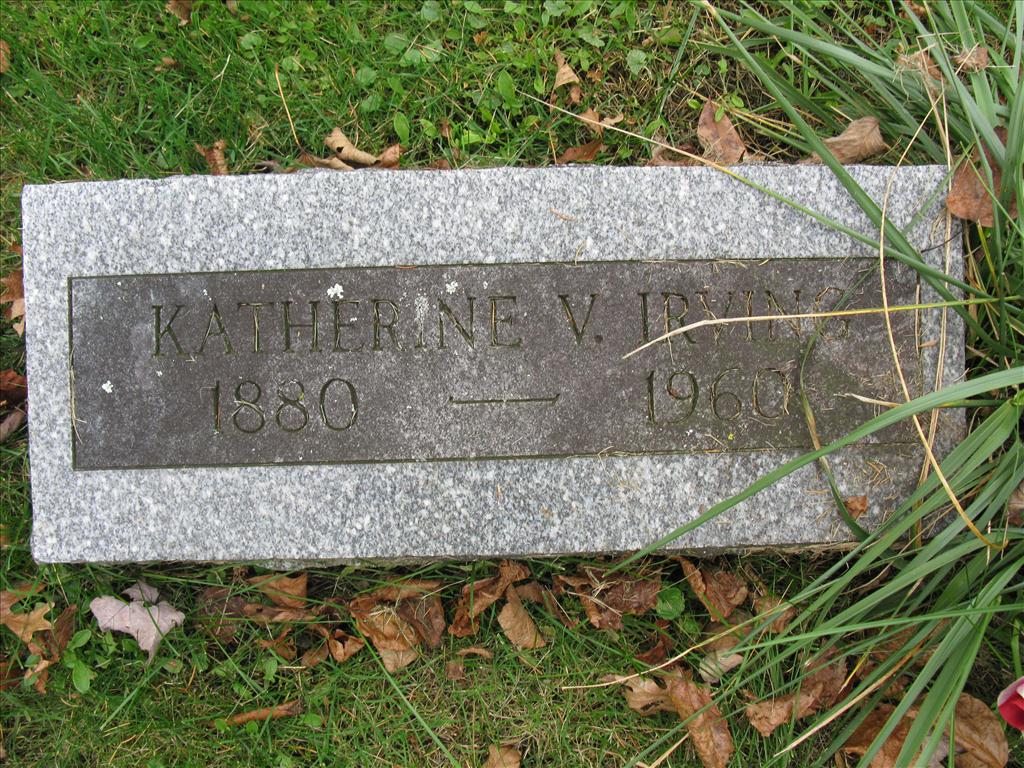 KATHERINE V. IRVING
1880 — 1960